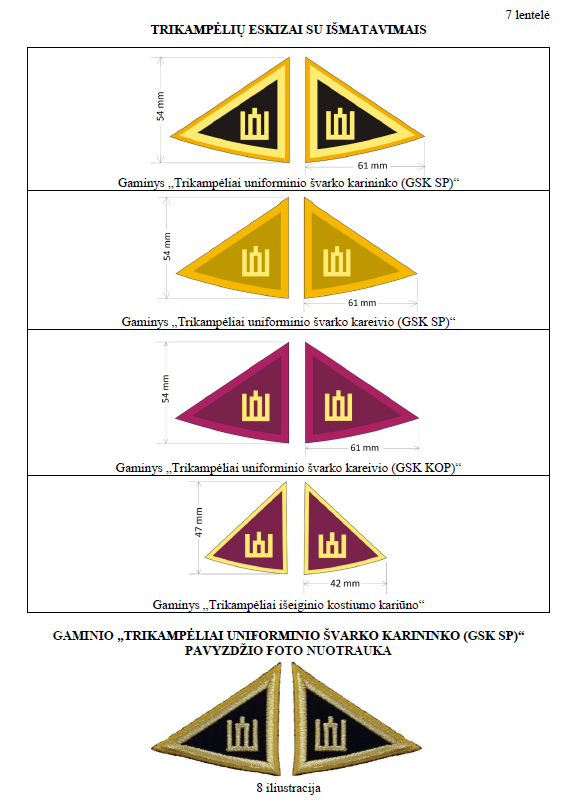 7 lentelė
TRIKAMPĖLIŲ ESKIZAI SU IŠMATAVIMAIS
54 mm
61 mm
Gaminys „Trikampėliai uniforminio švarko karininko (GSK SP)“
54 mm
61 mm
Gaminys „Trikampėliai uniforminio švarko kareivio (GSK SP)“
54 mm
61 mm
Gaminys „Trikampėliai uniforminio švarko kareivio (GSK KOP)“
47 mm
42 mm
Gaminys „Trikampėliai išeiginio kostiumo kariūno“
GAMINIO „TRIKAMPĖLIAI UNIFORMINIO ŠVARKO KARININKO (GSK SP)“
PAVYZDŽIO FOTO NUOTRAUKA
8 iliustracija